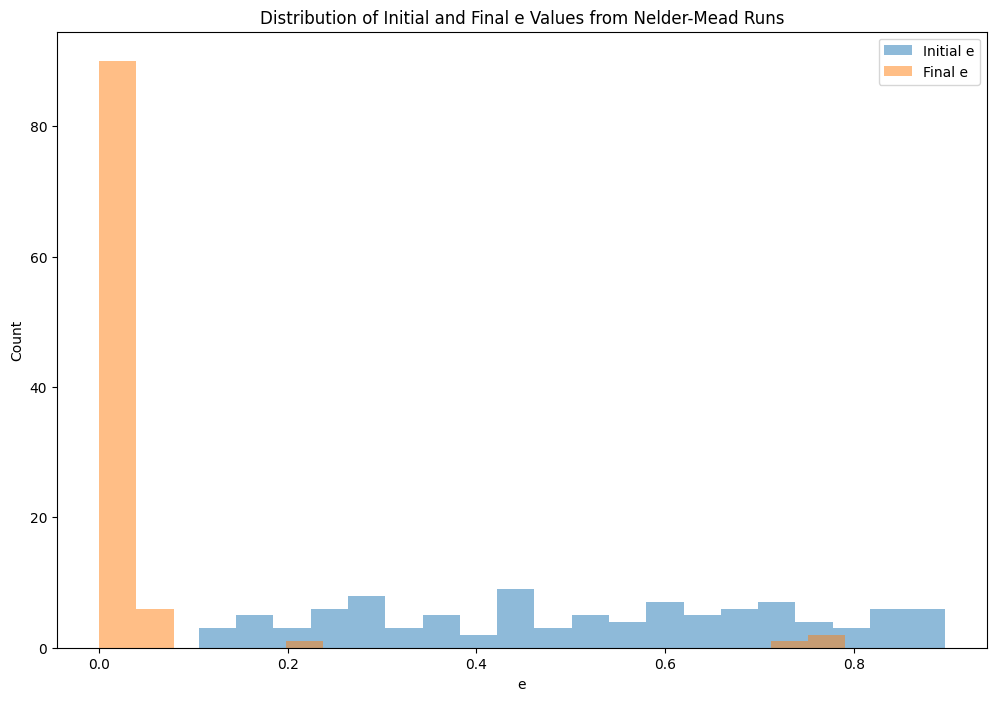 Distribution of Initial and Final e Values from Nelder-Mead Runs
Initial e
Final e
80
60
40
20
0
Count
0.0 0.2 0.4 0.6 0.8
e